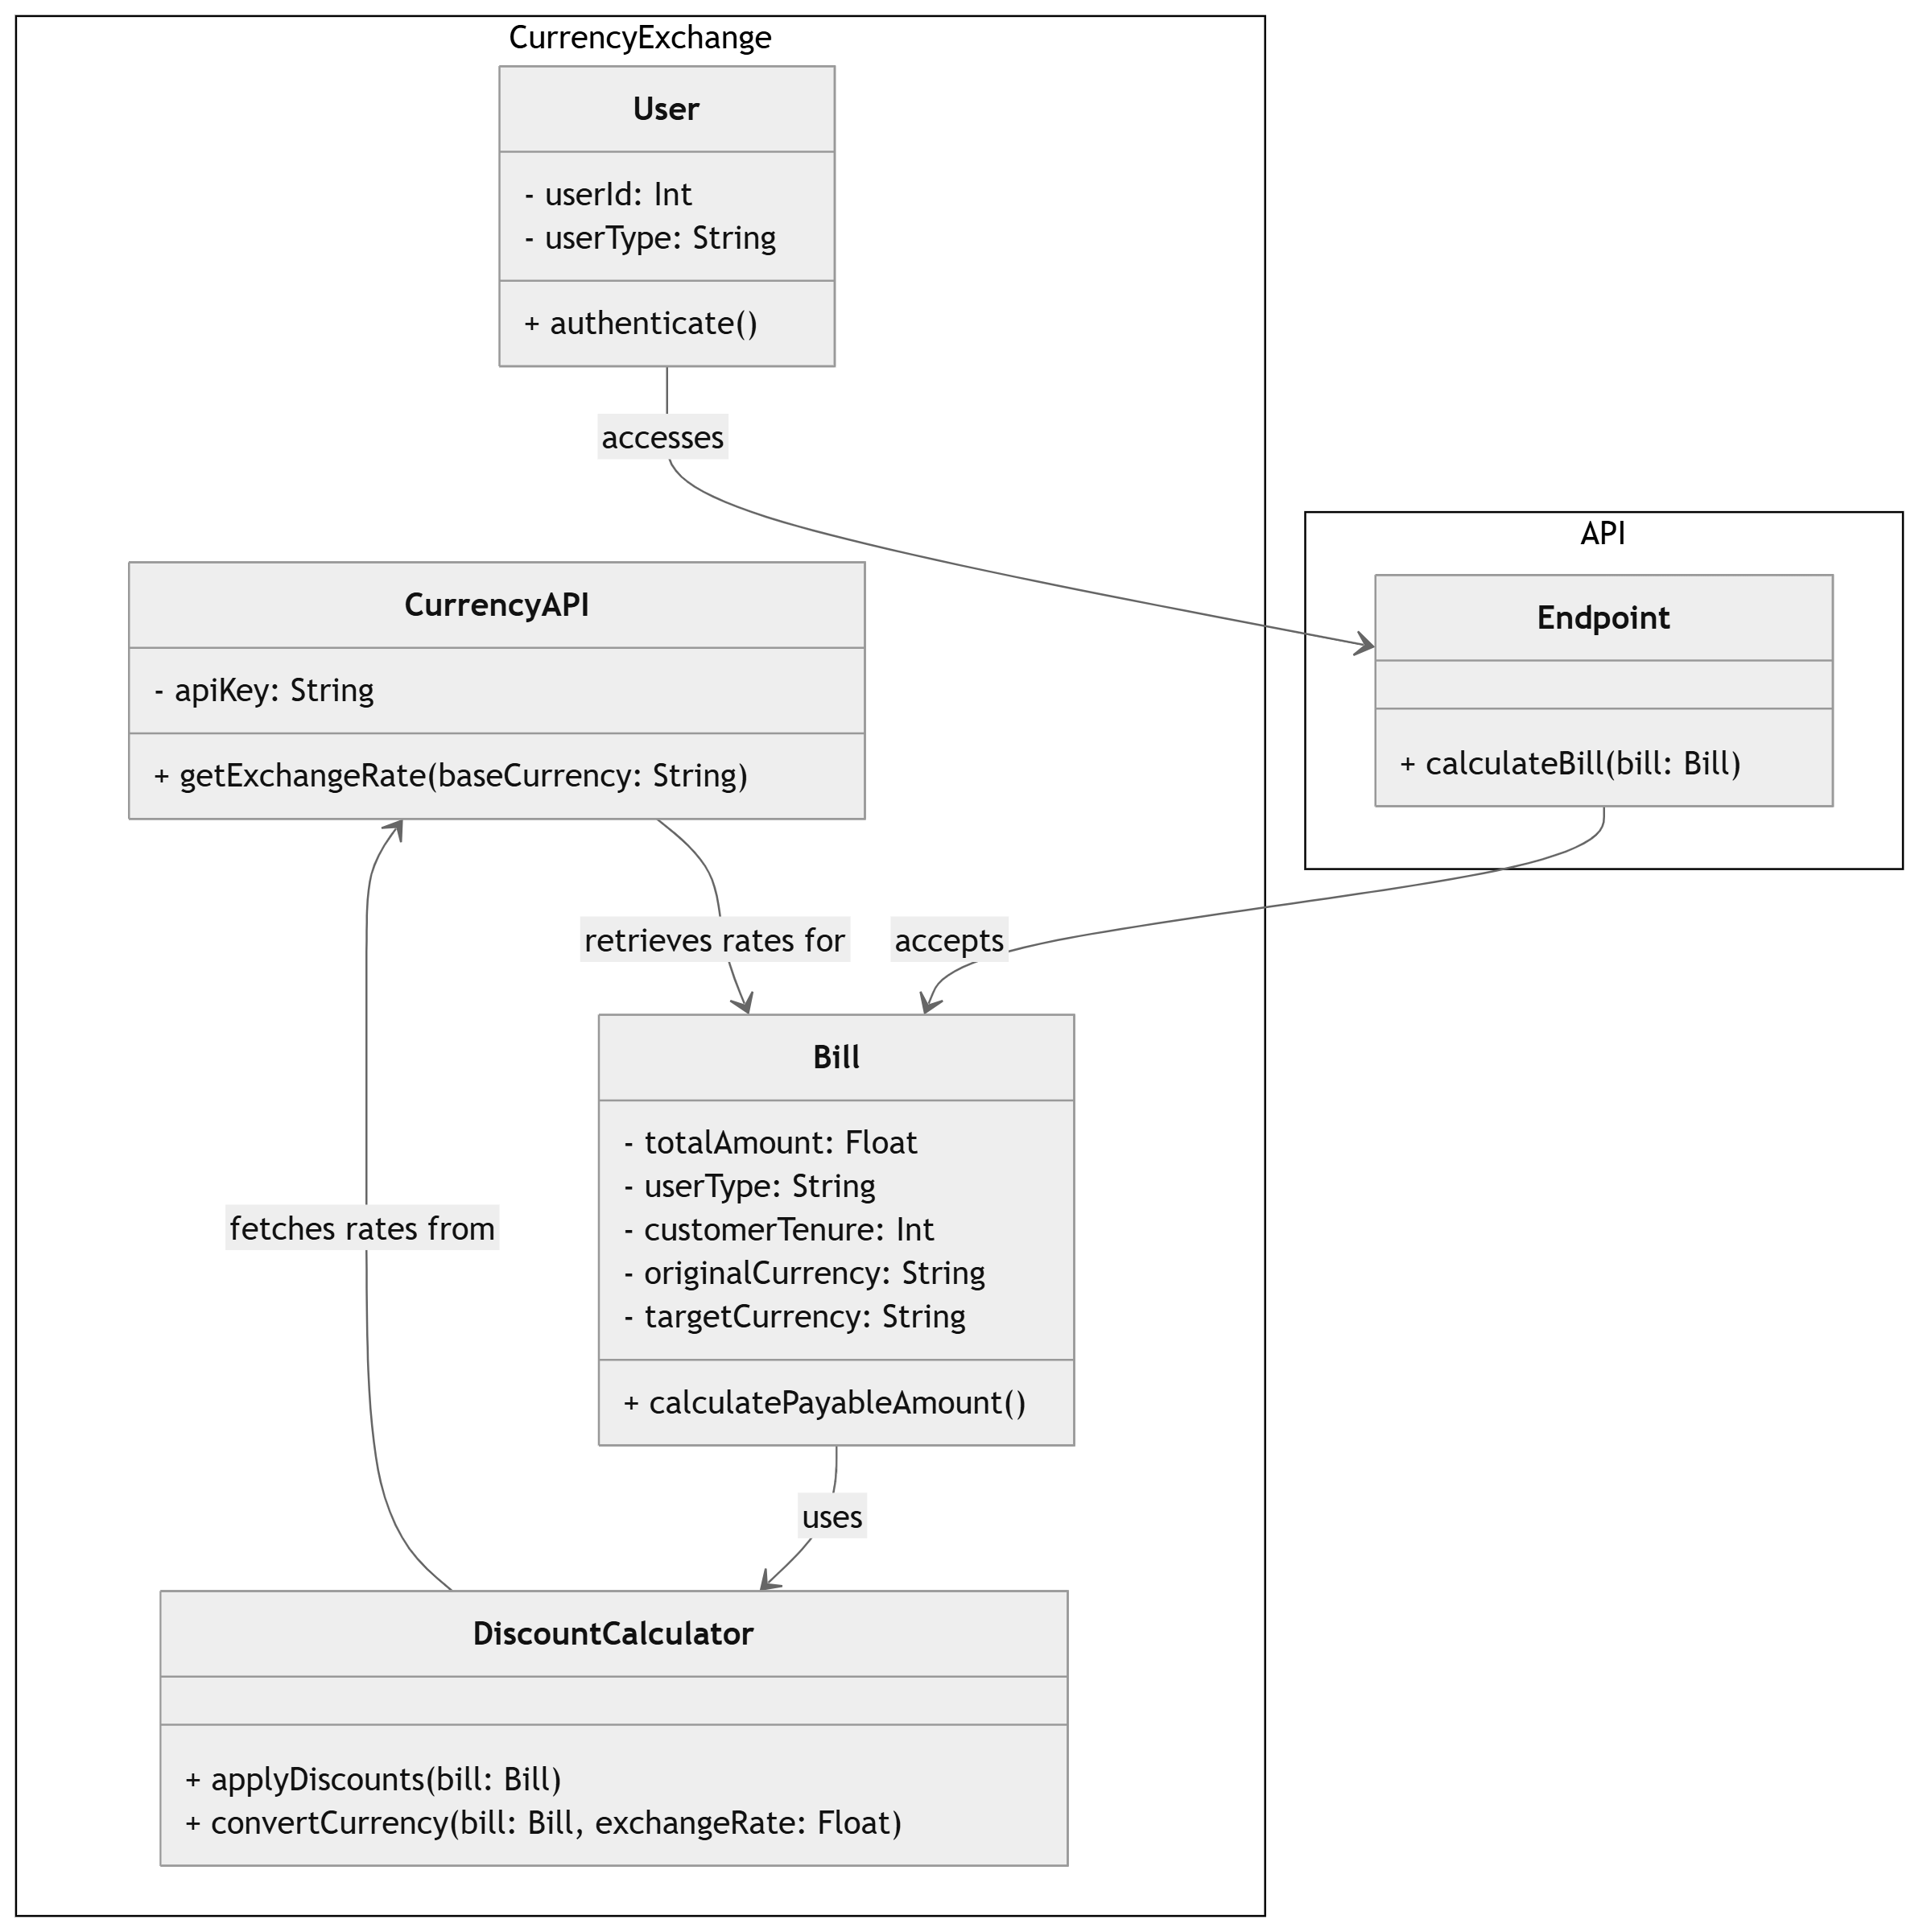 CurrencyExchange
User
- userId: Int
- userType: String
+ authenticate()
accesses
API
CurrencyAPI
- apiKey: String
+ getExchangeRate(baseCurrency: String)
Endpoint
+ calculateBill(bill: Bill)
retrieves rates for
accepts
Bill
- totalAmount: Float
- userType: String
- customerTenure: Int
- originalCurrency: String
- targetCurrency: String
+ calculatePayableAmount()
fetches rates from
uses
DiscountCalculator
+ applyDiscounts(bill: Bill)
+ convertCurrency(bill: Bill, exchangeRate: Float)